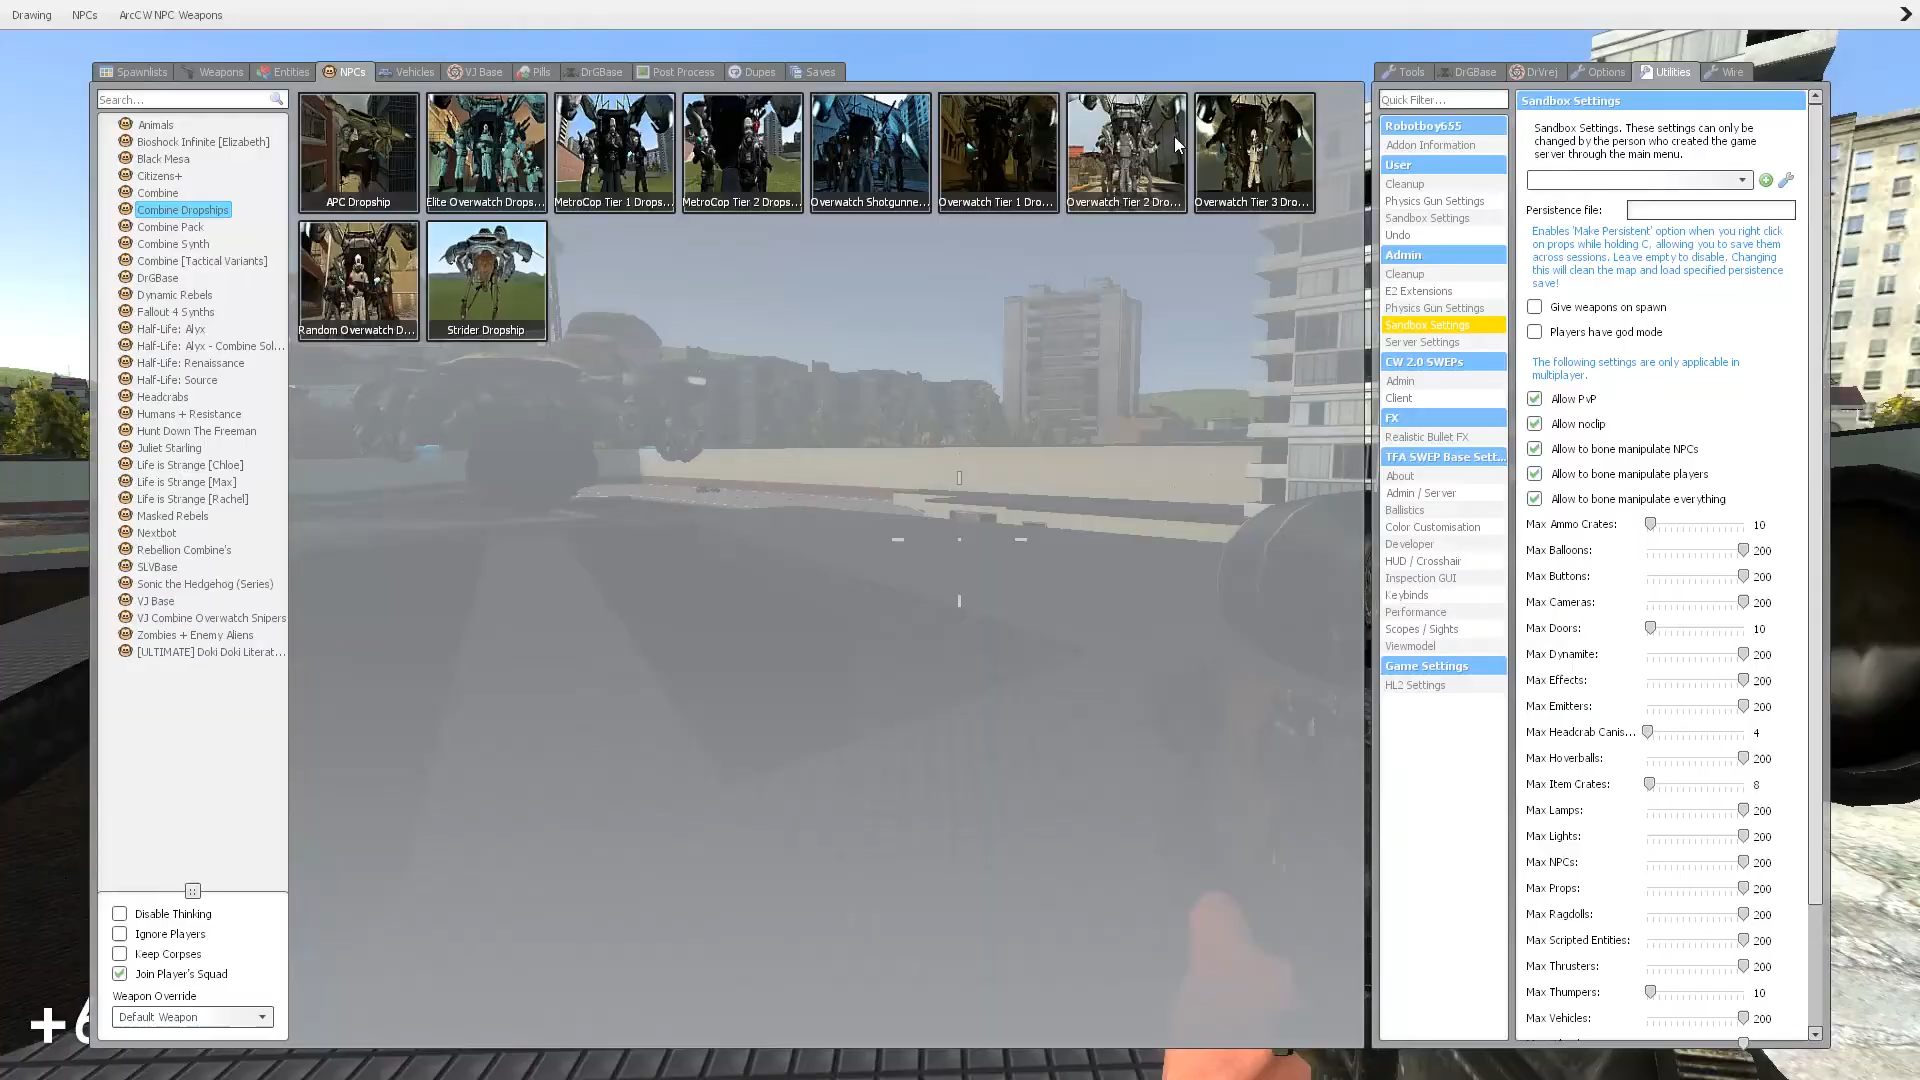 Drawing NPCs ArcCW NPC Weapons
Spawnlists Weapons Entities NPCs Vehicles VJ Base Pills DrGBase Post Process Dupes Saves
Search...
Animals
Bioshock Infinite [Elizabeth]
Black Mesa
Citizens+
Combine
Combine Dropships
Combine Pack
Combine Synth
Combine [Tactical Variants]
DrGBase
Dynamic Rebels
Fallout 4 Synths
Half-Life: Alyx
Half-Life: Alyx - Combine Sol...
Half-Life: Renaissance
Half-Life: Source
Headcrabs
Humans + Resistance
Hunt Down The Freeman
Juliet Starling
Life is Strange [Chloe]
Life is Strange [Max]
Life is Strange [Rachel]
Masked Rebels
Nextbot
Rebellion Combine's
SLVBase
Sonic the Hedgehog (Series)
VJ Base
VJ Combine Overwatch Snipers
Zombies + Enemy Aliens
[ULTIMATE] Doki Doki Literat...
Disable Thinking
Ignore Players
Keep Corpses
Join Player's Squad
Weapon Override
Default Weapon
APC Dropship
Elite Overwatch Drops...
MetroCop Tier 1 Drops...
MetroCop Tier 2 Drops...
Overwatch Shotgunne...
Overwatch Tier 1 Dro...
Overwatch Tier 2 Dro...
Overwatch Tier 3 Dro...
Random Overwatch D...
Strider Dropship
Tools DrGBase DrVrej Options Utilities Wire
Quick Filter...
Robotboy655
Addon Information
User
Cleanup
Physics Gun Settings
Sandbox Settings
Undo
Admin
Cleanup
E2 Extensions
Physics Gun Settings
Sandbox Settings
Server Settings
CW 2.0 SWEPs
Admin
Client
FX
Realistic Bullet FX
TFA SWEP Base Sett...
About
Admin / Server
Ballistics
Color Customisation
Developer
HUD / Crosshair
Inspection GUI
Keybinds
Performance
Scopes / Sights
Viewmodel
Game Settings
HL2 Settings
Sandbox Settings
Sandbox Settings. These settings can only be
changed by the person who created the game
server through the main menu.
Persistence file:
Enables 'Make Persistent' option when you right click
on props while holding C, allowing you to save them
across sessions. Leave empty to disable. Changing
this will clean the map and load specified persistence
save!
Give weapons on spawn
Players have god mode
The following settings are only applicable in
multiplayer.
Allow PvP
Allow noclip
Allow to bone manipulate NPCs
Allow to bone manipulate players
Allow to bone manipulate everything
Max Ammo Crates: 10
Max Balloons: 200
Max Buttons: 200
Max Cameras: 200
Max Doors: 10
Max Dynamite: 200
Max Effects: 200
Max Emitters: 200
Max Headcrab Canis... 4
Max Hoverballs: 200
Max Item Crates: 8
Max Lamps: 200
Max Lights: 200
Max NPCs: 200
Max Props: 200
Max Ragdolls: 200
Max Scripted Entities: 200
Max Thrusters: 200
Max Thumpers: 10
Max Vehicles: 200